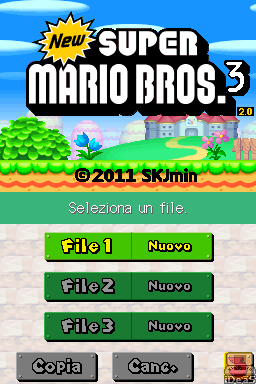 New SUPER
MARIO BROS. 3
2.0
©2011 SKJmin
Seleziona un file.
File 1 Nuovo
File 2 Nuovo
File 3 Nuovo
Copia Canc.
iDeaS